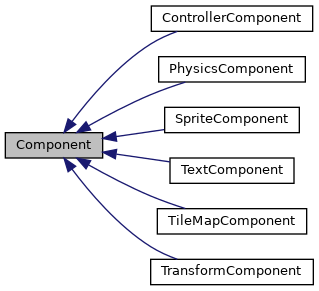 ControllerComponent
PhysicsComponent
SpriteComponent
Component
TextComponent
TileMapComponent
TransformComponent